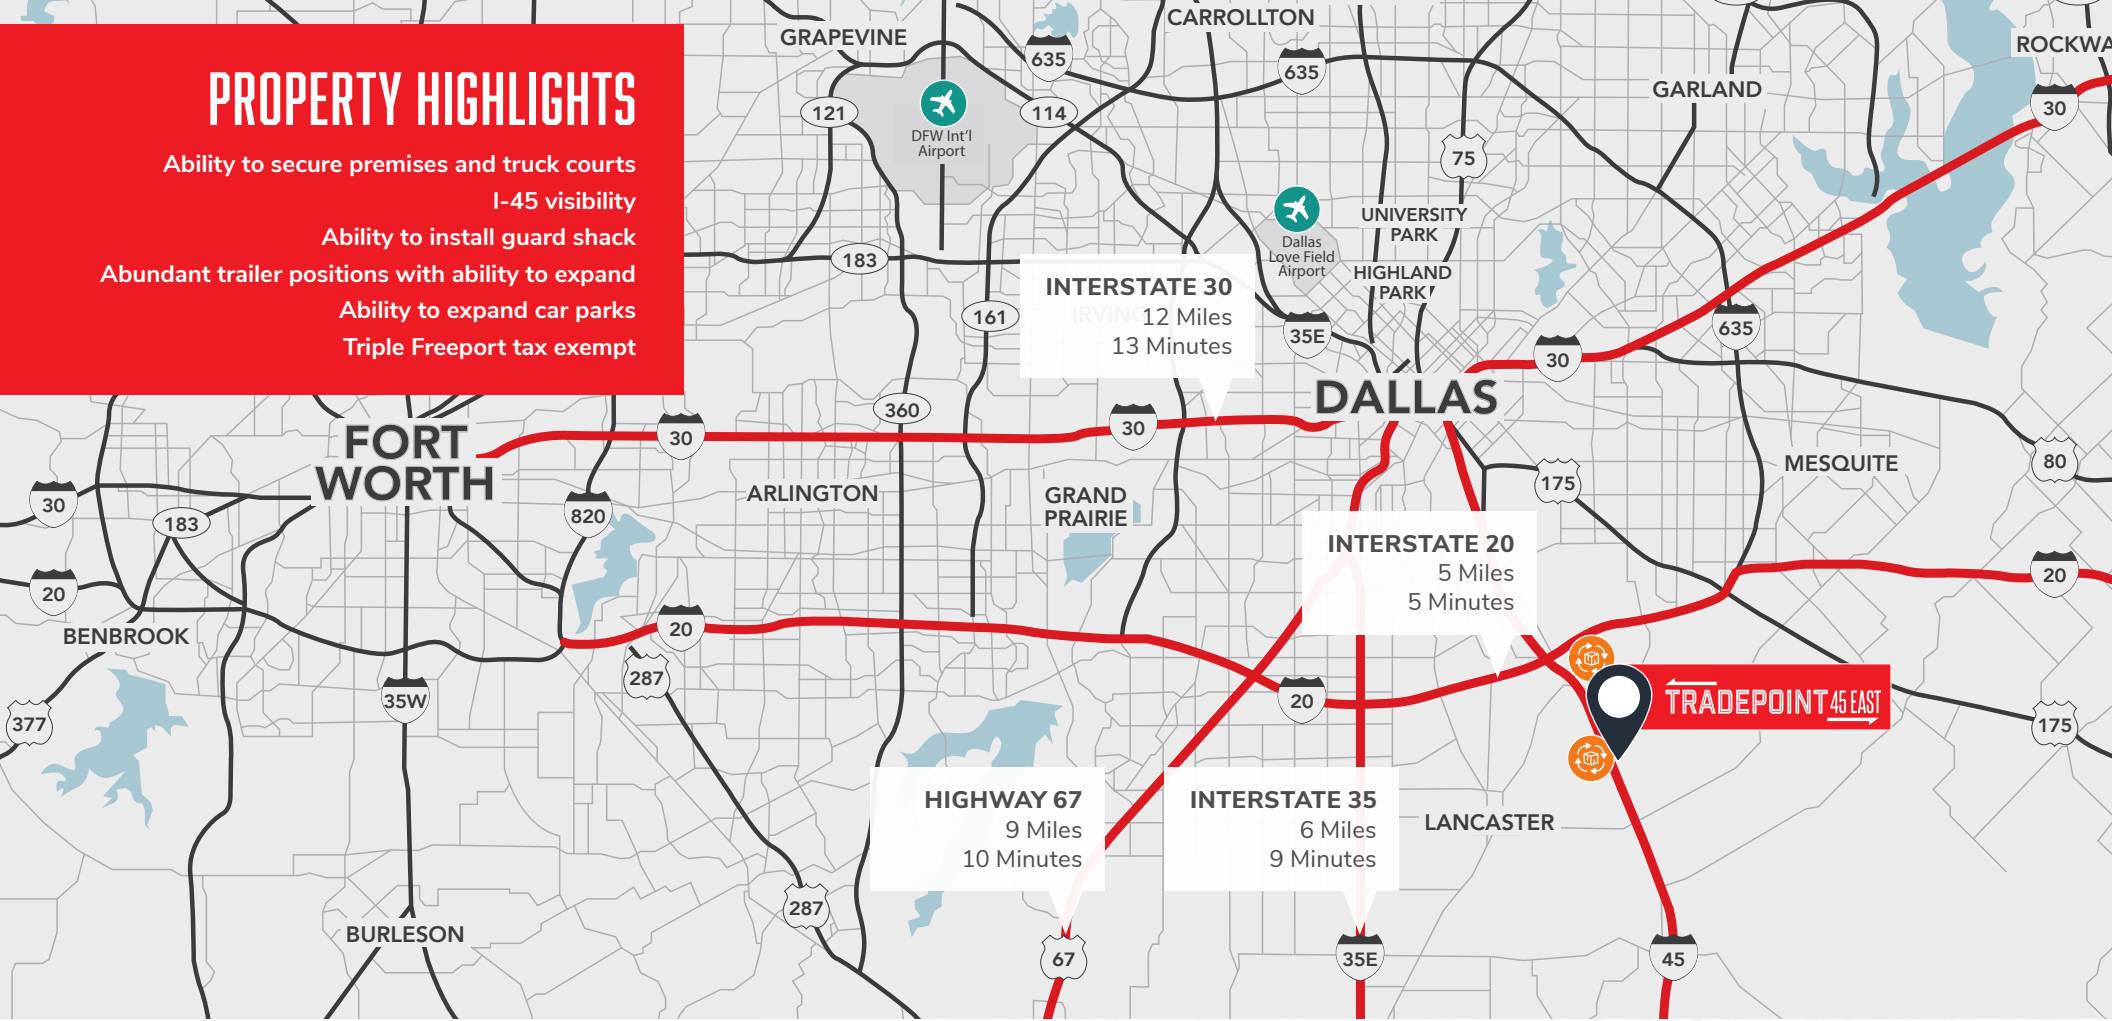 PROPERTY HIGHLIGHTS
Ability to secure premises and truck courts
I-45 visibility
Ability to install guard shack
Abundant trailer positions with ability to expand
Ability to expand car parks
Triple Freeport tax exempt
GRAPEVINE
CARROLLTON
635
635
GARLAND
ROCKWA
30
121
DFW Int'l
Airport
114
75
Dallas
Love Field
Airport
UNIVERSITY
PARK
HIGHLAND
PARK
183
161
IRVING
INTERSTATE 30
12 Miles
13 Minutes
35E
30
635
DALLAS
360
30
30
FORT
WORTH
30
183
820
ARLINGTON
GRAND
PRAIRIE
175
MESQUITE
80
INTERSTATE 20
5 Miles
5 Minutes
20
20
BENBROOK
20
287
377
35W
20
TRADEPOINT 45 EAST
175
HIGHWAY 67
9 Miles
10 Minutes
INTERSTATE 35
6 Miles
9 Minutes
LANCASTER
287
BURLESON
67
35E
45